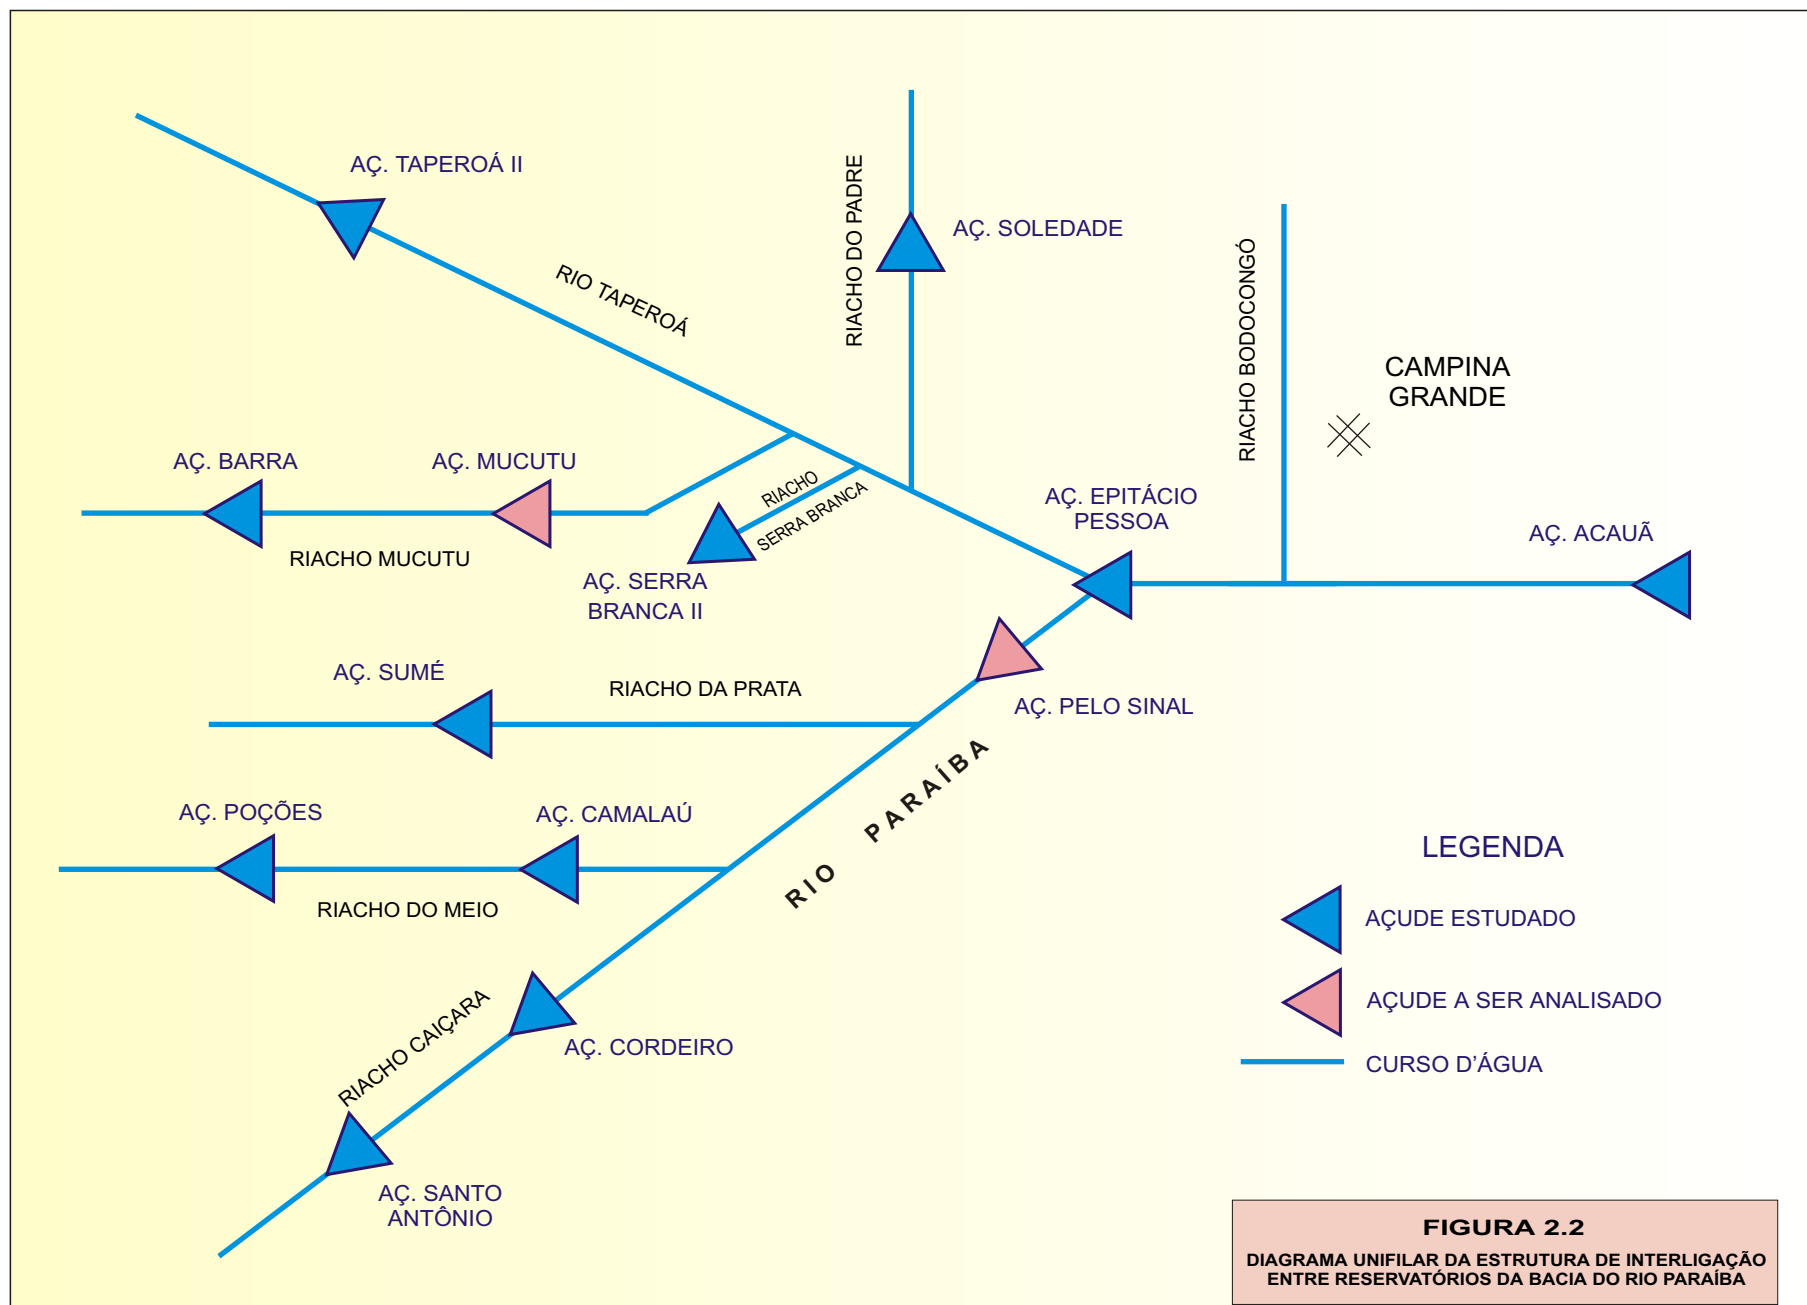 AÇ. TAPEROÁ II
RIO TAPEROÁ
RIACHO DO PADRE
AÇ. SOLEDADE
RIACHO BODOCONGÓ
CAMPINA
GRANDE
AÇ. BARRA
AÇ. MUCUTU
RIACHO MUCUTU
RIACHO
SERRA BRANCA
AÇ. SERRA
BRANCA II
AÇ. EPITÁCIO
PESSOA
AÇ. ACAUÃ
AÇ. SUMÉ
RIACHO DA PRATA
AÇ. PELO SINAL
RIO PARAÍBA
AÇ. POÇÕES
AÇ. CAMALAÚ
RIACHO DO MEIO
RIACHO CAIÇARA
AÇ. CORDEIRO
AÇ. SANTO
ANTÔNIO
LEGENDA
AÇUDE ESTUDADO
AÇUDE A SER ANALISADO
CURSO D'ÁGUA
FIGURA 2.2
DIAGRAMA UNIFILAR DA ESTRUTURA DE INTERLIGAÇÃO
ENTRE RESERVATÓRIOS DA BACIA DO RIO PARAÍBA